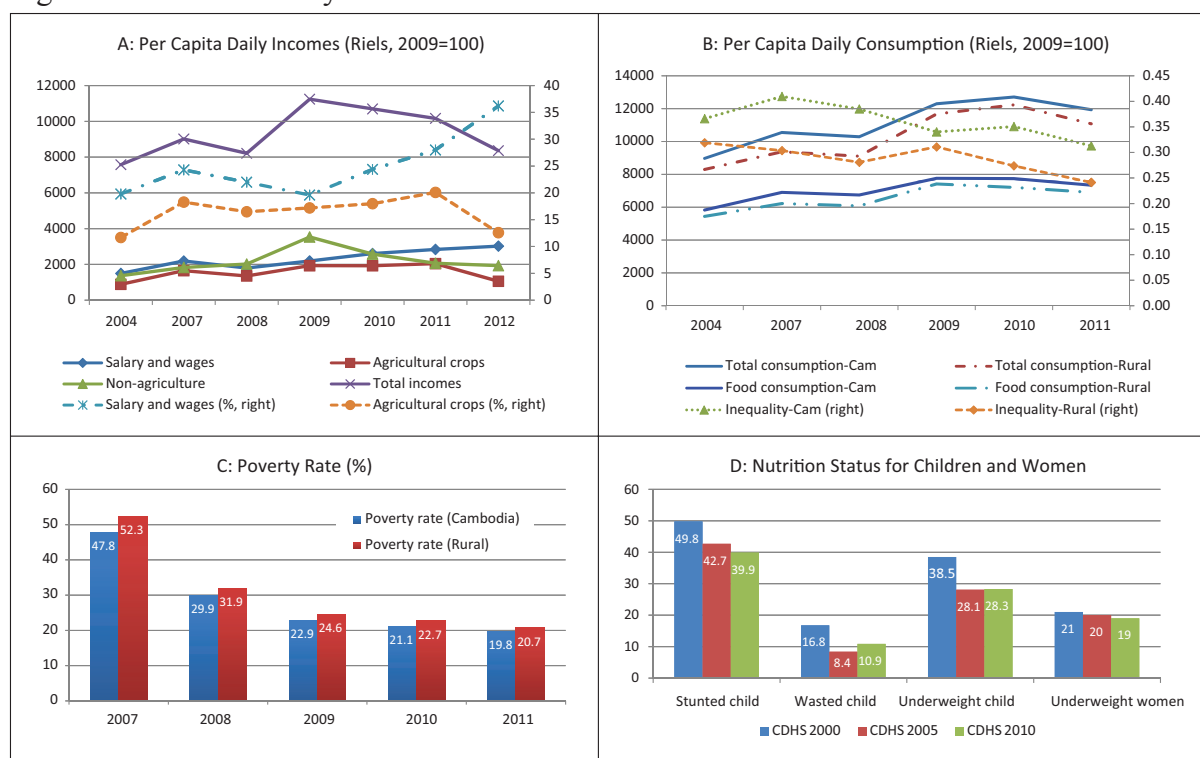 A: Per Capita Daily Incomes (Riels, 2009=100)
12000
10000
8000
6000
4000
2000
0
40
35
30
25
20
15
10
5
0
2004 2007 2008 2009 2010 2011 2012
Salary and wages Agricultural crops
Non-agriculture Total incomes
Salary and wages (%, right) Agricultural crops (%, right)
B: Per Capita Daily Consumption (Riels, 2009=100)
14000
12000
10000
8000
6000
4000
2000
0
0.45
0.40
0.35
0.30
0.25
0.20
0.15
0.10
0.05
0.00
2004 2007 2008 2009 2010 2011
Total consumption-Cam Total consumption-Rural
Food consumption-Cam Food consumption-Rural
Inequality-Cam (right) Inequality-Rural (right)
C: Poverty Rate (%)
60
50
40
30
20
10
0
Poverty rate (Cambodia)
Poverty rate (Rural)
47.8 52.3
29.9 31.9
22.9 24.6
21.1 22.7
19.8 20.7
2007 2008 2009 2010 2011
D: Nutrition Status for Children and Women
60
50
40
30
20
10
0
49.8 42.7 39.9
16.8 8.4 10.9
38.5 28.1 28.3
21 20 19
Stunted child Wasted child Underweight child Underweight women
CDHS 2000 CDHS 2005 CDHS 2010